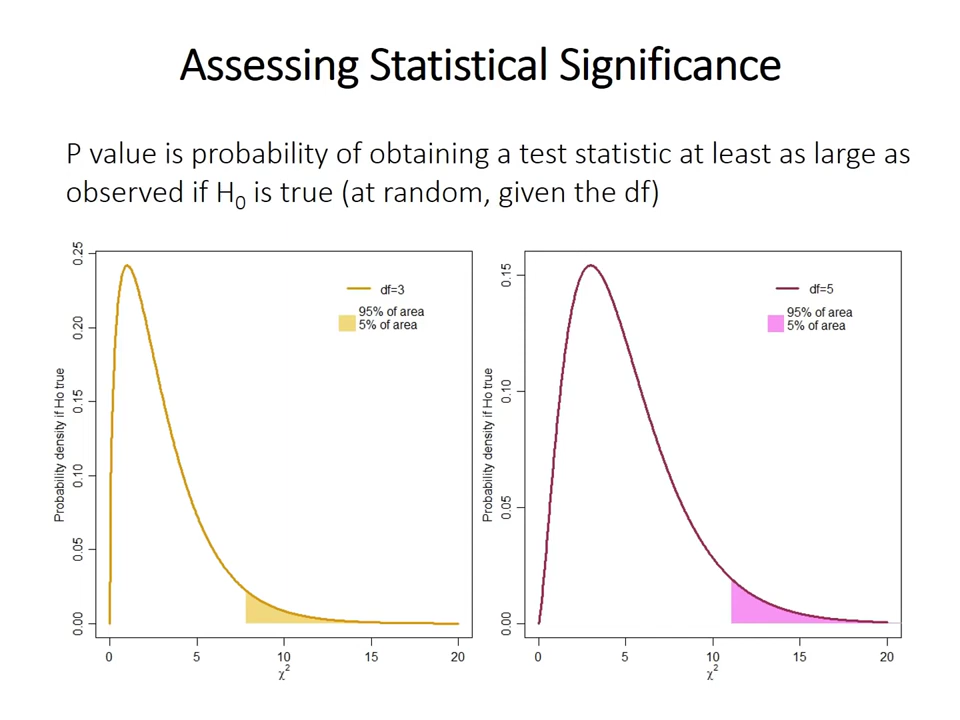 Assessing Statistical Significance
P value is probability of obtaining a test statistic at least as large as
observed if H₀ is true (at random, given the df)
0.25
0.20
0.15
0.10
0.05
0.00
Probability density if Ho true
df=3
95% of area
5% of area
0 5 10 15 20
χ²
0.15
0.10
0.05
0.00
Probability density if Ho true
df=5
95% of area
5% of area
0 5 10 15 20
χ²